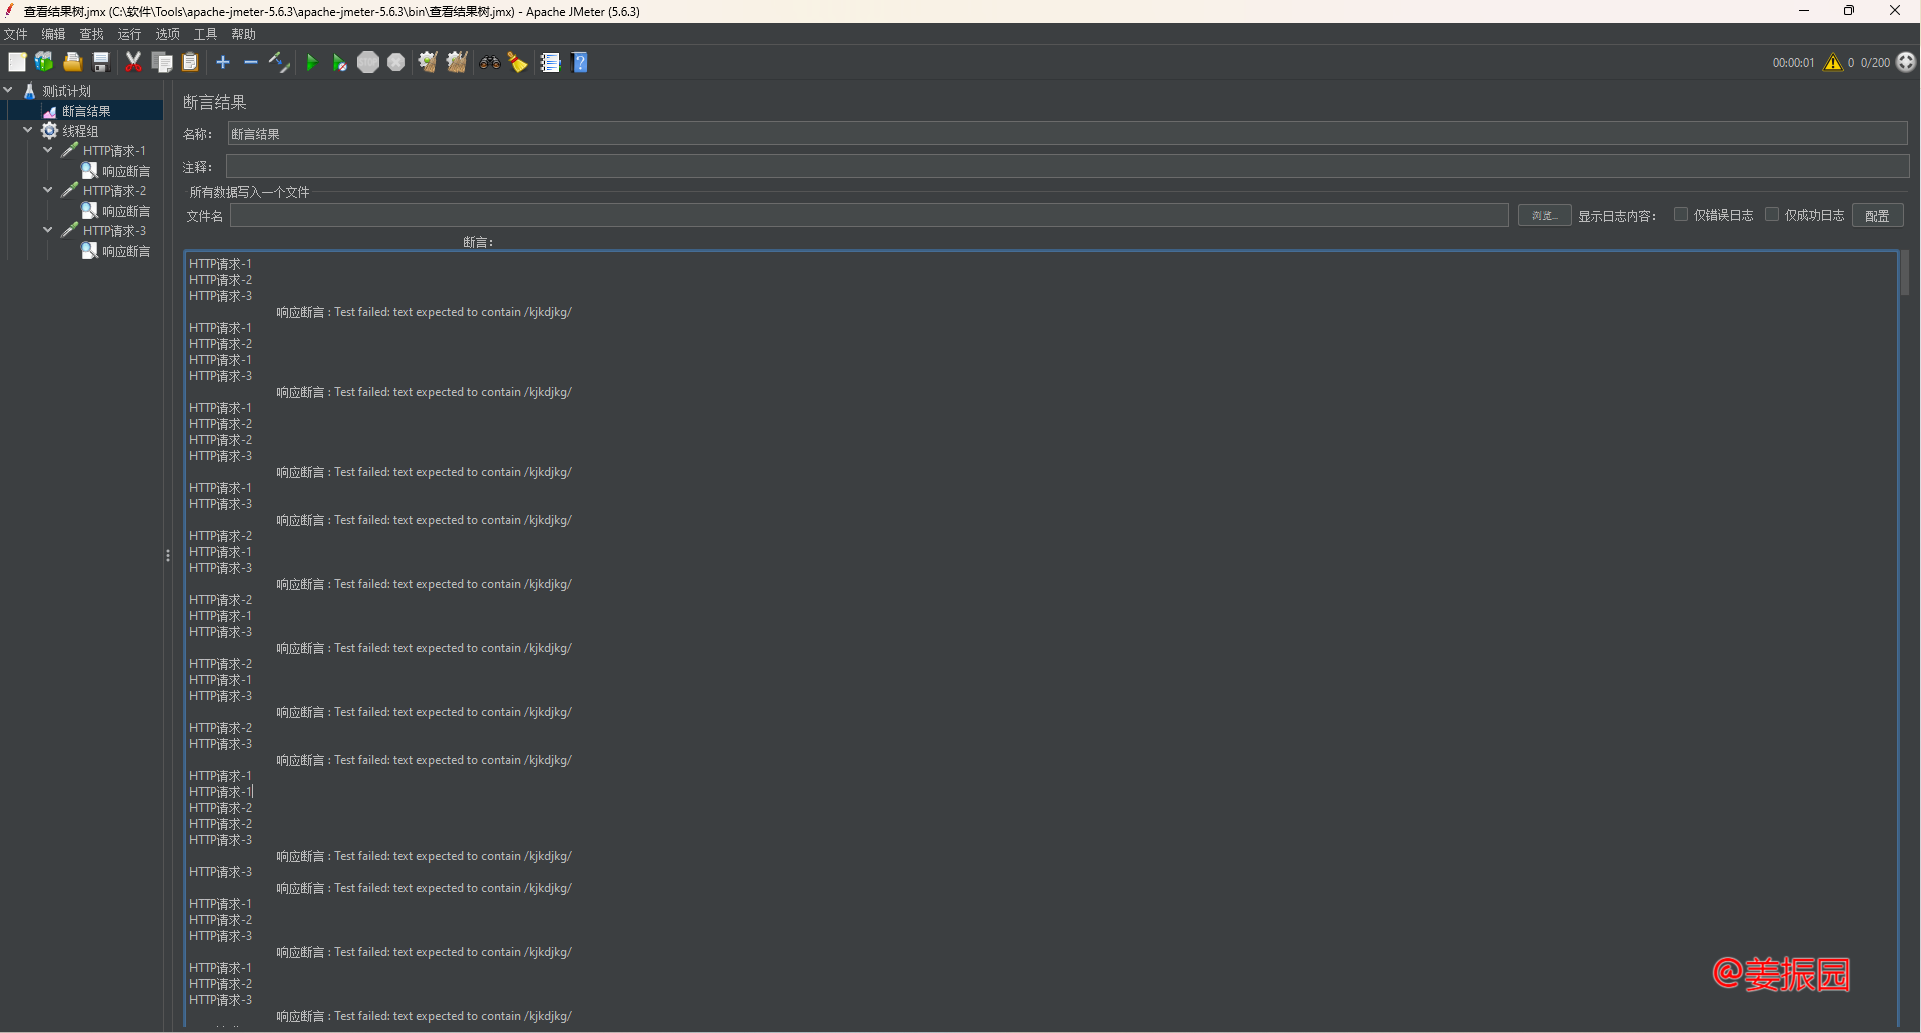 查看结果树.jmx (C:\软件\Tools\apache-jmeter-5.6.3\apache-jmeter-5.6.3\bin\查看结果树.jmx) - Apache JMeter (5.6.3)
文件 编辑 查找 运行 选项 工具 帮助
STOP
00:00:01 0 0/200
测试计划
断言结果
线程组
HTTP请求-1
响应断言
HTTP请求-2
响应断言
HTTP请求-3
响应断言
断言结果
名称: 断言结果
注释:
所有数据写入一个文件
文件名 浏览... 显示日志内容: 仅错误日志 仅成功日志 配置
断言:
HTTP请求-1
HTTP请求-2
HTTP请求-3
响应断言 : Test failed: text expected to contain /kjkdjkg/
HTTP请求-1
HTTP请求-2
HTTP请求-1
HTTP请求-3
响应断言 : Test failed: text expected to contain /kjkdjkg/
HTTP请求-1
HTTP请求-2
HTTP请求-2
HTTP请求-3
响应断言 : Test failed: text expected to contain /kjkdjkg/
HTTP请求-1
HTTP请求-3
响应断言 : Test failed: text expected to contain /kjkdjkg/
HTTP请求-2
HTTP请求-1
HTTP请求-3
响应断言 : Test failed: text expected to contain /kjkdjkg/
HTTP请求-2
HTTP请求-1
HTTP请求-3
响应断言 : Test failed: text expected to contain /kjkdjkg/
HTTP请求-2
HTTP请求-1
HTTP请求-3
响应断言 : Test failed: text expected to contain /kjkdjkg/
HTTP请求-2
HTTP请求-3
响应断言 : Test failed: text expected to contain /kjkdjkg/
HTTP请求-1
HTTP请求-1
HTTP请求-2
HTTP请求-2
HTTP请求-3
响应断言 : Test failed: text expected to contain /kjkdjkg/
HTTP请求-3
响应断言 : Test failed: text expected to contain /kjkdjkg/
HTTP请求-1
HTTP请求-2
HTTP请求-3
响应断言 : Test failed: text expected to contain /kjkdjkg/
HTTP请求-1
HTTP请求-2
HTTP请求-3
响应断言 : Test failed: text expected to contain /kjkdjkg/
@姜振园